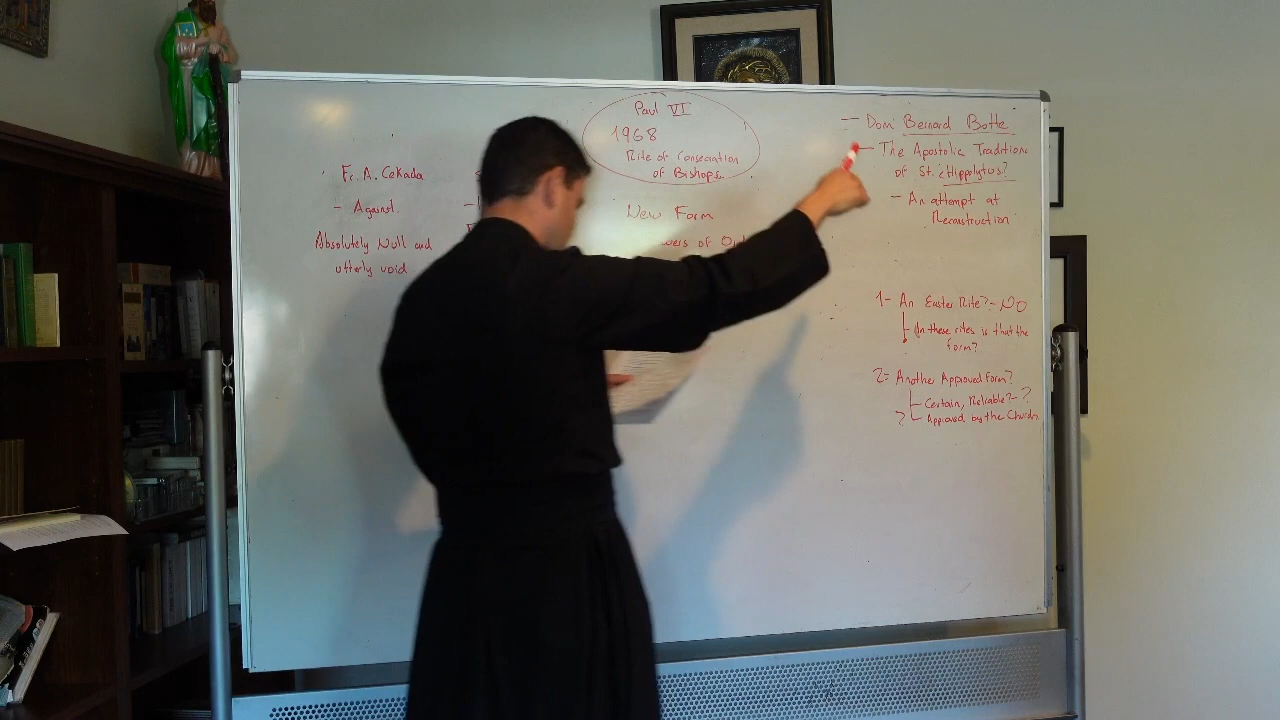 Paul VI
1968
Rite of Consecration
of Bishops
Fr. A. Cekada
- Against.
Absolutely Null and
utterly void
New Form
of
- Dom Bernard Botte
- The Apostolic Tradition
of St. ¿Hippolytus?
- An attempt at
Reconstruction
1- An Easter Rite? - NO
In these rites is that the
form?
2- Another Approved Form?
Certain, Reliable? - ?
? Approved by the Church